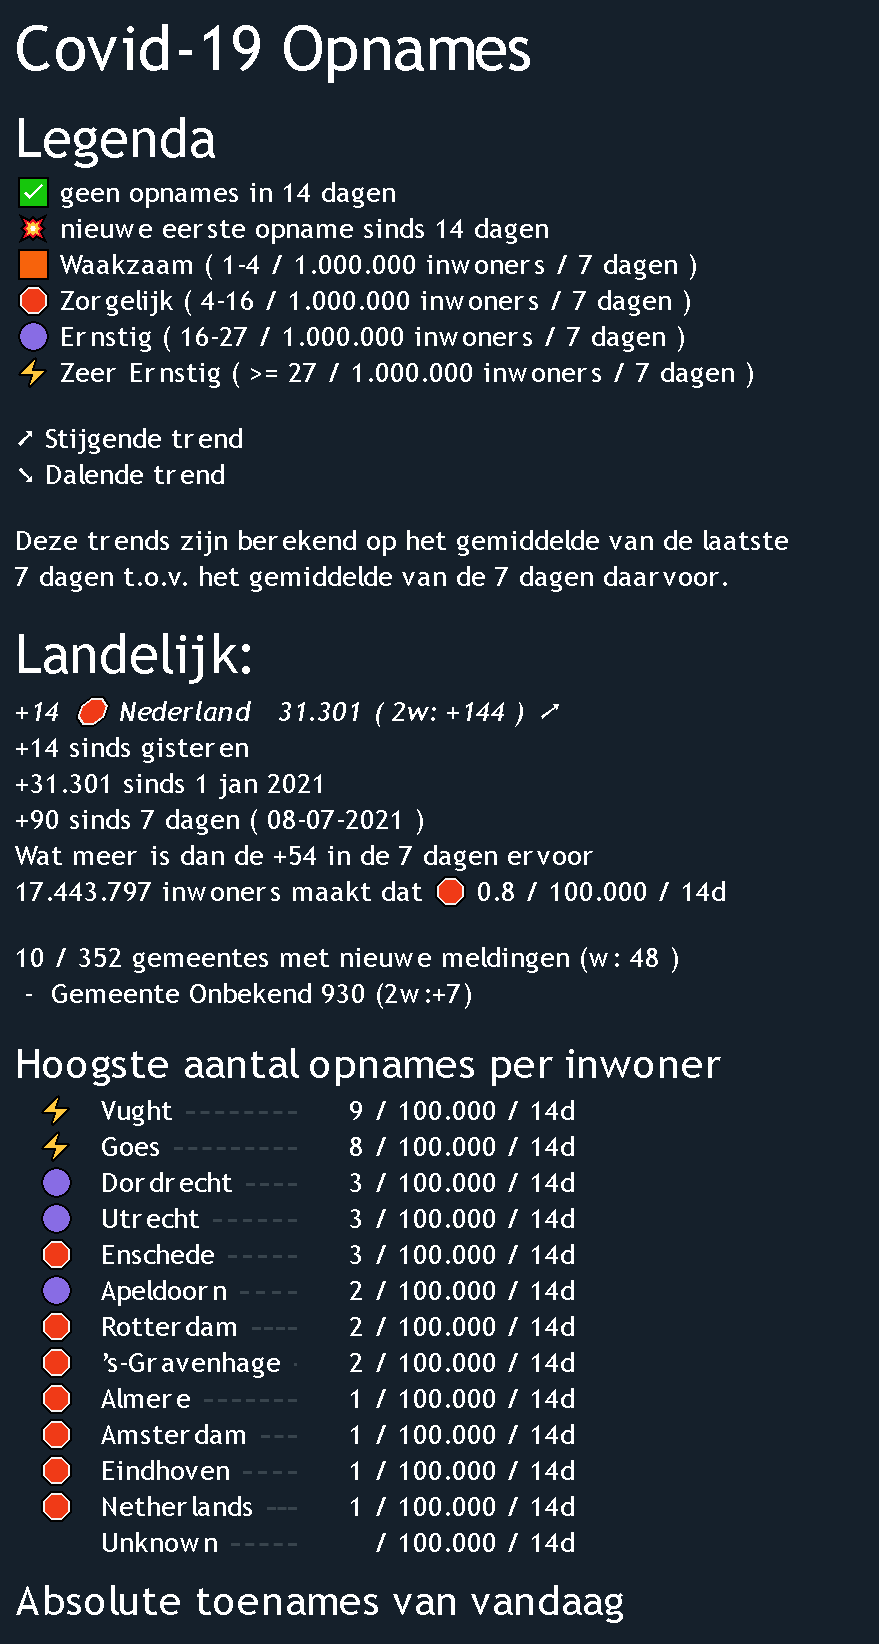 Covid-19 Opnames
Legenda
✅ geen opnames in 14 dagen
💥 nieuwe eerste opname sinds 14 dagen
🟧 Waakzaam ( 1-4 / 1.000.000 inwoners / 7 dagen )
🛑 Zorgelijk ( 4-16 / 1.000.000 inwoners / 7 dagen )
🟣 Ernstig ( 16-27 / 1.000.000 inwoners / 7 dagen )
⚡ Zeer Ernstig ( >= 27 / 1.000.000 inwoners / 7 dagen )
➚ Stijgende trend
➘ Dalende trend
Deze trends zijn berekend op het gemiddelde van de laatste
7 dagen t.o.v. het gemiddelde van de 7 dagen daarvoor.
Landelijk:
+14 🛑 Nederland 31.301 ( 2w: +144 ) ➚
+14 sinds gisteren
+31.301 sinds 1 jan 2021
+90 sinds 7 dagen ( 08-07-2021 )
Wat meer is dan de +54 in de 7 dagen ervoor
17.443.797 inwoners maakt dat 🛑 0.8 / 100.000 / 14d
10 / 352 gemeentes met nieuwe meldingen (w: 48 )
- Gemeente Onbekend 930 (2w:+7)
Hoogste aantal opnames per inwoner
⚡ Vught -------- 9 / 100.000 / 14d
⚡ Goes --------- 8 / 100.000 / 14d
🟣 Dordrecht ---- 3 / 100.000 / 14d
🟣 Utrecht ------ 3 / 100.000 / 14d
🛑 Enschede ----- 3 / 100.000 / 14d
🟣 Apeldoorn ---- 2 / 100.000 / 14d
🛑 Rotterdam ---- 2 / 100.000 / 14d
🛑 ’s-Gravenhage - 2 / 100.000 / 14d
🛑 Almere ------- 1 / 100.000 / 14d
🛑 Amsterdam --- 1 / 100.000 / 14d
🛑 Eindhoven ---- 1 / 100.000 / 14d
🛑 Netherlands --- 1 / 100.000 / 14d
Unknown ----- / 100.000 / 14d
Absolute toenames van vandaag